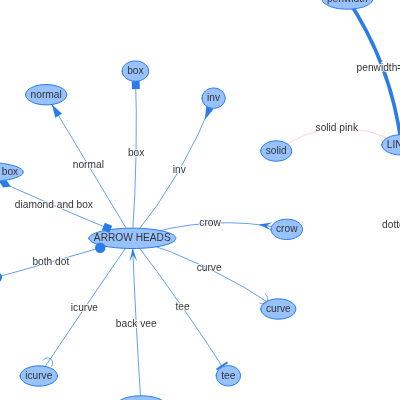 penwidth
penwidth=
box
normal
inv
solid pink
LIN
box
normal
inv
solid
box
diamond and box
crow
dotte
crow
ARROW HEADS
both dot
curve
icurve
back vee
tee
curve
icurve
tee